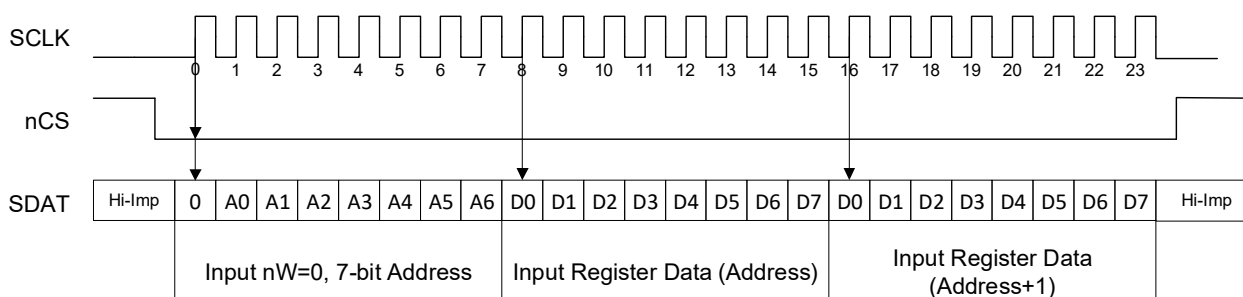 SCLK
0 1 2 3 4 5 6 7 8 9 10 11 12 13 14 15 16 17 18 19 20 21 22 23
nCS
SDAT Hi-Imp 0 A0 A1 A2 A3 A4 A5 A6 D0 D1 D2 D3 D4 D5 D6 D7 D0 D1 D2 D3 D4 D5 D6 D7 Hi-Imp
Input nW=0, 7-bit Address
Input Register Data (Address)
Input Register Data
(Address+1)